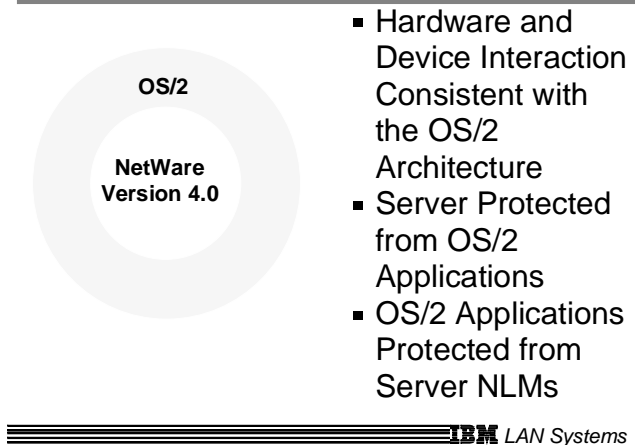 OS/2
NetWare
Version 4.0
▪ Hardware and
Device Interaction
Consistent with
the OS/2
Architecture
▪ Server Protected
from OS/2
Applications
▪ OS/2 Applications
Protected from
Server NLMs
IBM LAN Systems